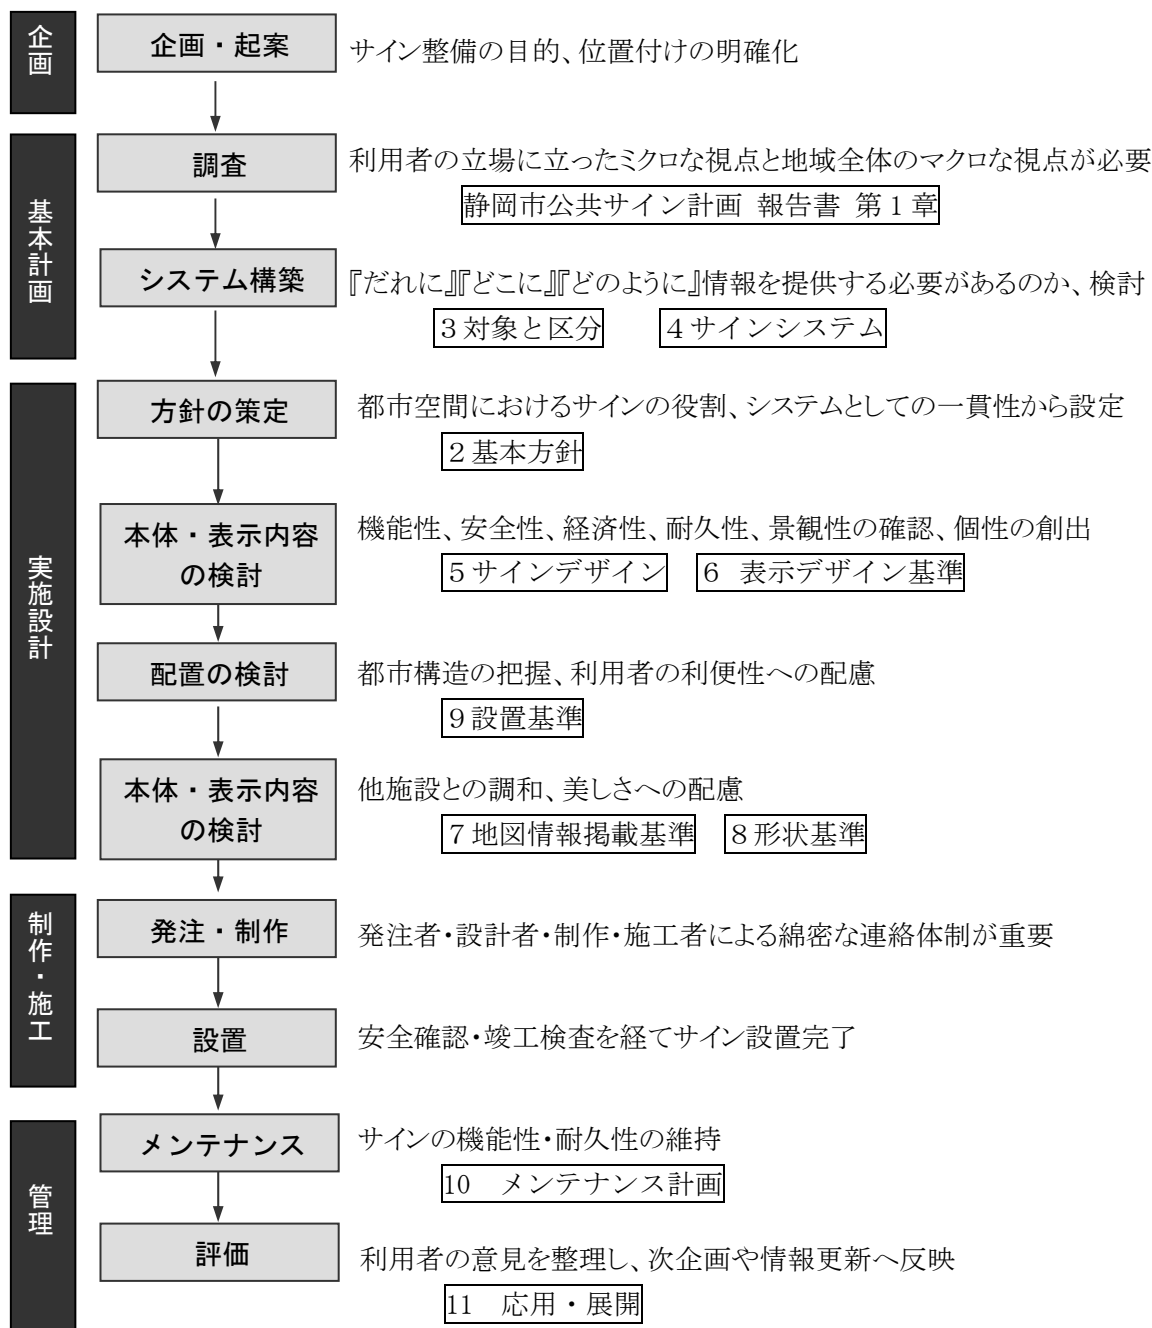 企画
企画・起案
サイン整備の目的、位置付けの明確化
基本計画
調査
利用者の立場に立ったミクロな視点と地域全体のマクロな視点が必要
静岡市公共サイン計画 報告書 第1章
システム構築
『だれに』『どこに』『どのように』情報を提供する必要があるのか、検討
3対象と区分
4サインシステム
実施設計
方針の策定
都市空間におけるサインの役割、システムとしての一貫性から設定
2基本方針
本体・表示内容
の検討
機能性、安全性、経済性、耐久性、景観性の確認、個性の創出
5サインデザイン
6 表示デザイン基準
配置の検討
都市構造の把握、利用者の利便性への配慮
9設置基準
本体・表示内容
の検討
他施設との調和、美しさへの配慮
7地図情報掲載基準
8形状基準
制作・施工
発注・制作
発注者・設計者・制作・施工者による綿密な連絡体制が重要
設置
安全確認・竣工検査を経てサイン設置完了
管理
メンテナンス
サインの機能性・耐久性の維持
10 メンテナンス計画
評価
利用者の意見を整理し、次企画や情報更新へ反映
11 応用・展開